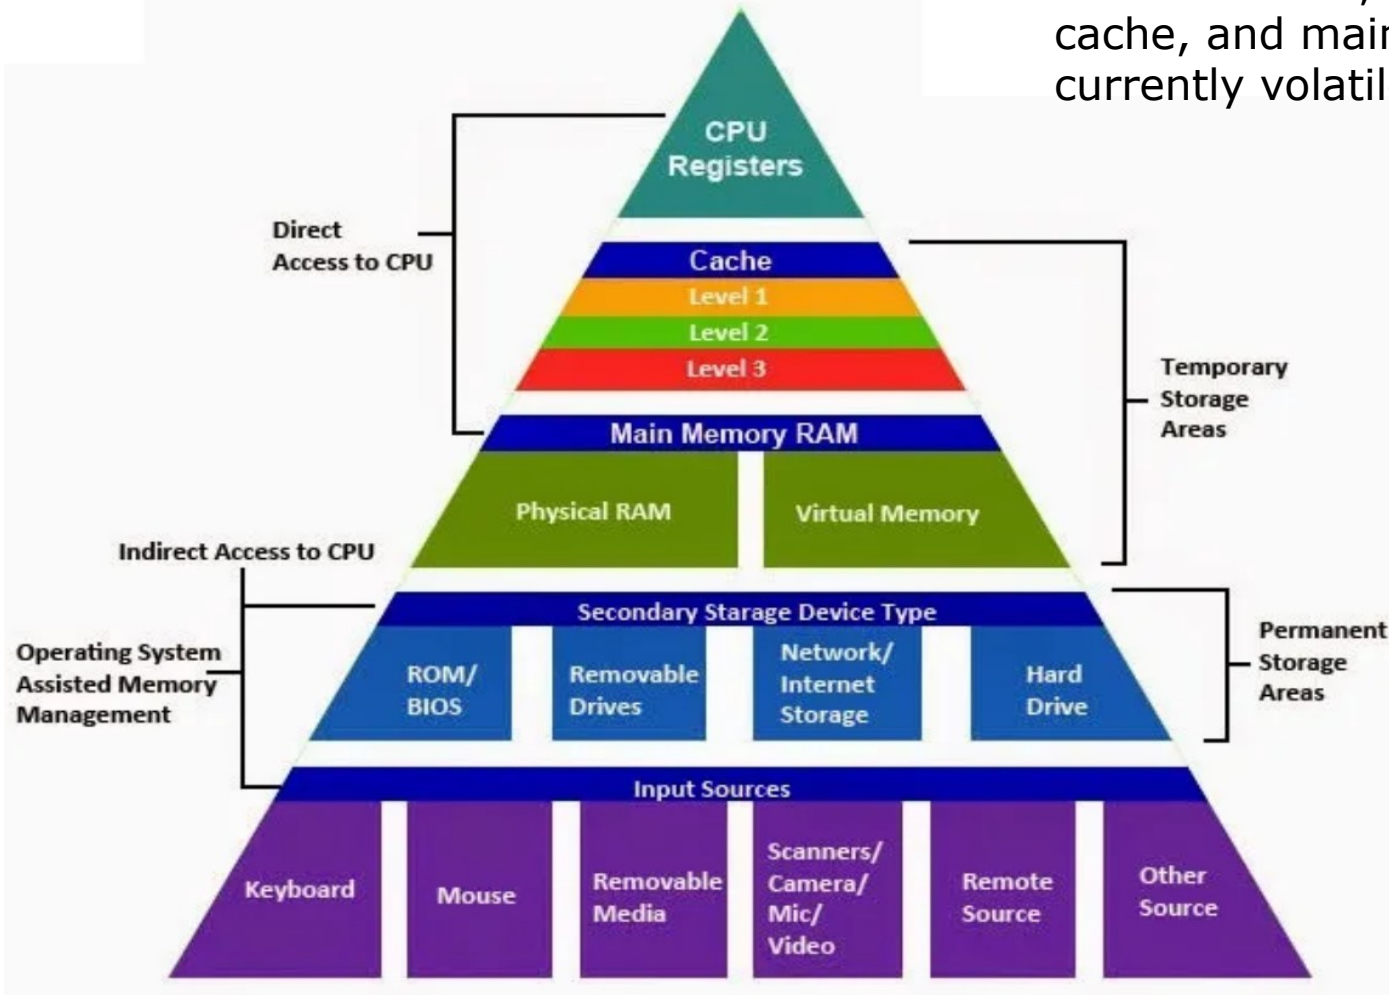 cache, and main
currently volatil
CPU
Registers
Direct
Access to CPU
Cache
Level 1
Level 2
Level 3
Temporary
Storage
Areas
Main Memory RAM
Physical RAM
Virtual Memory
Indirect Access to CPU
Secondary Starage Device Type
Operating System
Assisted Memory
Management
ROM/
BIOS
Removable
Drives
Network/
Internet
Storage
Hard
Drive
Permanent
Storage
Areas
Input Sources
Keyboard
Mouse
Removable
Media
Scanners/
Camera/
Mic/
Video
Remote
Source
Other
Source